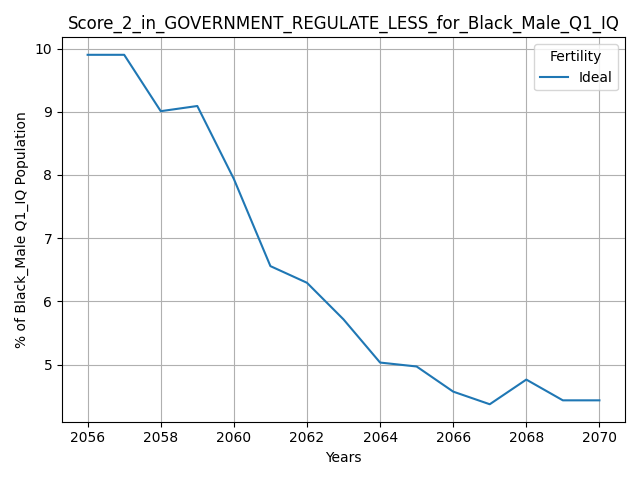 Score_2_in_GOVERNMENT_REGULATE_LESS_for_Black_Male_Q1_IQ
Fertility
Ideal
% of Black_Male Q1_IQ Population
10
9
8
7
6
5
2056 2058 2060 2062 2064 2066 2068 2070
Years